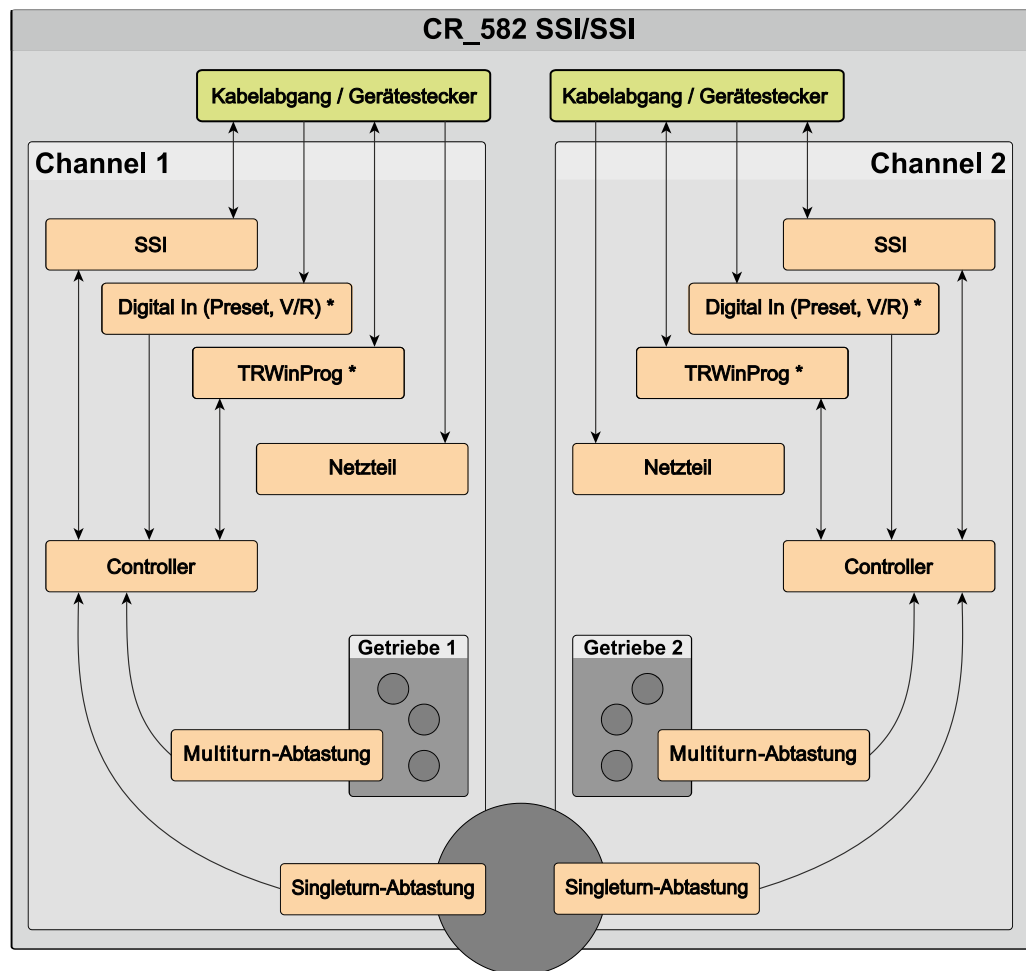 CR_582 SSI/SSI
Kabelabgang / Gerätestecker
Kabelabgang / Gerätestecker
Channel 1
SSI
Digital In (Preset, V/R) *
TRWinProg *
Netzteil
Controller
Getriebe 1
Multiturn-Abtastung
Singleturn-Abtastung
Channel 2
SSI
Digital In (Preset, V/R) *
TRWinProg *
Netzteil
Controller
Getriebe 2
Multiturn-Abtastung
Singleturn-Abtastung